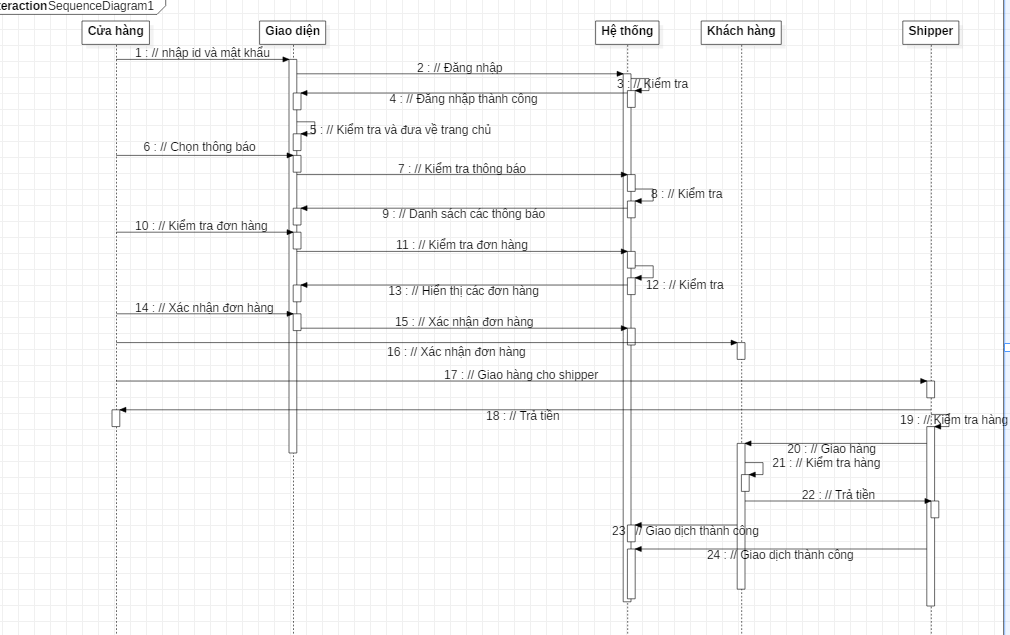 teractionSequenceDiagram1
Cửa hàng
Giao diện
Hệ thống
Khách hàng
Shipper
1 : // nhập id và mật khẩu
2 : // Đăng nhập
3 : // Kiểm tra
4 : // Đăng nhập thành công
5 : // Kiểm tra và đưa về trang chủ
6 : // Chọn thông báo
7 : // Kiểm tra thông báo
8 : // Kiểm tra
9 : // Danh sách các thông báo
10 : // Kiểm tra đơn hàng
11 : // Kiểm tra đơn hàng
12 : // Kiểm tra
13 : // Hiển thị các đơn hàng
14 : // Xác nhận đơn hàng
15 : // Xác nhận đơn hàng
16 : // Xác nhận đơn hàng
17 : // Giao hàng cho shipper
18 : // Trả tiền
19 : // Kiểm tra hàng
20 : // Giao hàng
21 : // Kiểm tra hàng
22 : // Trả tiền
23 : // Giao dịch thành công
24 : // Giao dịch thành công